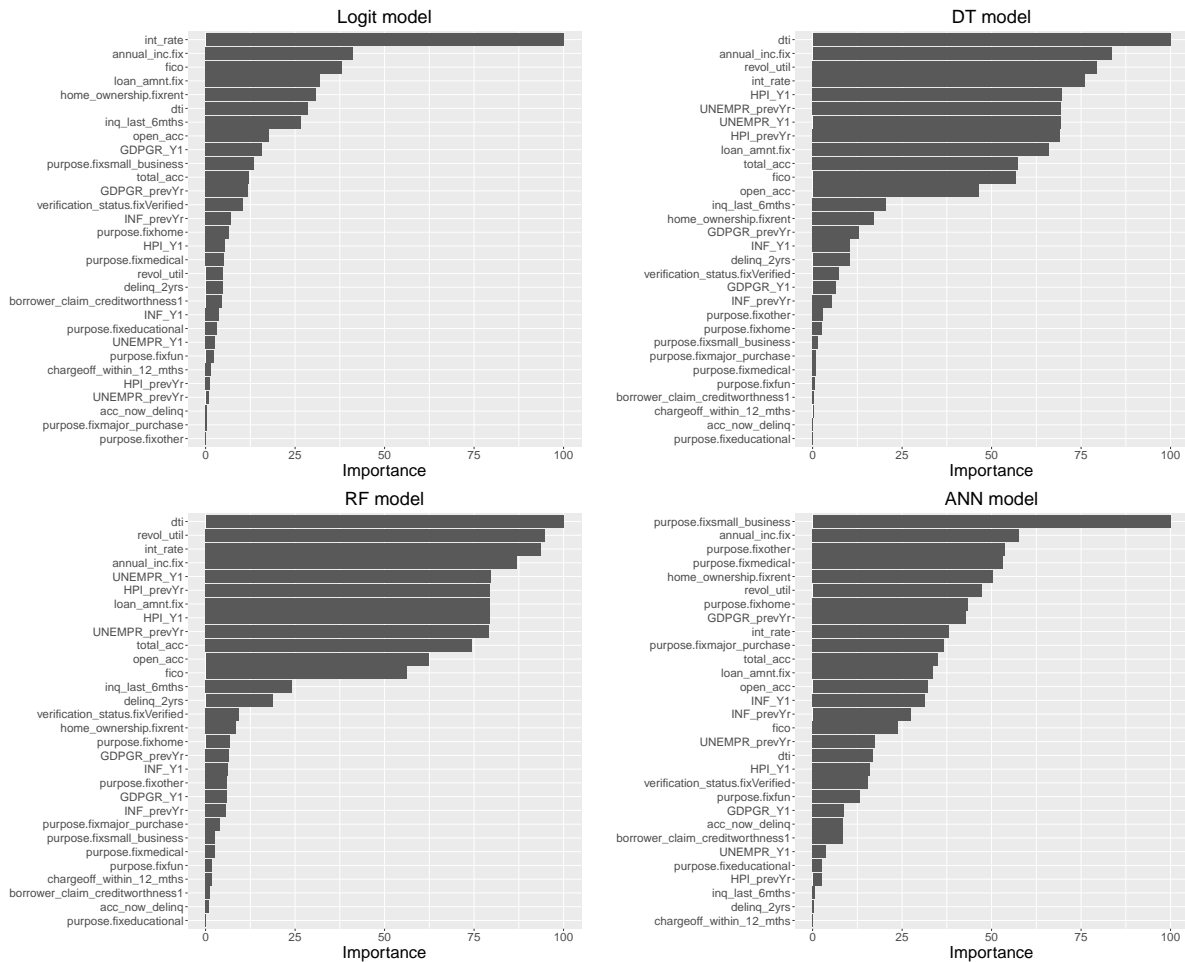 Logit model
int_rate
annual_inc.fix
fico
loan_amnt.fix
home_ownership.fixrent
dti
inq_last_6mths
open_acc
GDPGR_Y1
purpose.fixsmall_business
total_acc
GDPGR_prevYr
verification_status.fixVerified
INF_prevYr
purpose.fixhome
HPI_Y1
purpose.fixmedical
revol_util
delinq_2yrs
borrower_claim_creditworthness1
INF_Y1
purpose.fixeducational
UNEMPR_Y1
purpose.fixfun
chargeoff_within_12_mths
HPI_prevYr
UNEMPR_prevYr
acc_now_delinq
purpose.fixmajor_purchase
purpose.fixother
0 25 50 75 100
Importance
DT model
dti
annual_inc.fix
revol_util
int_rate
HPI_Y1
UNEMPR_prevYr
UNEMPR_Y1
HPI_prevYr
loan_amnt.fix
total_acc
fico
open_acc
inq_last_6mths
home_ownership.fixrent
GDPGR_prevYr
INF_Y1
delinq_2yrs
verification_status.fixVerified
GDPGR_Y1
INF_prevYr
purpose.fixother
purpose.fixhome
purpose.fixsmall_business
purpose.fixmajor_purchase
purpose.fixmedical
purpose.fixfun
borrower_claim_creditworthness1
chargeoff_within_12_mths
acc_now_delinq
purpose.fixeducational
0 25 50 75 100
Importance
RF model
dti
revol_util
int_rate
annual_inc.fix
UNEMPR_Y1
HPI_prevYr
loan_amnt.fix
HPI_Y1
UNEMPR_prevYr
total_acc
open_acc
fico
inq_last_6mths
delinq_2yrs
verification_status.fixVerified
home_ownership.fixrent
purpose.fixhome
GDPGR_prevYr
INF_Y1
purpose.fixother
GDPGR_Y1
INF_prevYr
purpose.fixmajor_purchase
purpose.fixsmall_business
purpose.fixmedical
purpose.fixfun
chargeoff_within_12_mths
borrower_claim_creditworthness1
acc_now_delinq
purpose.fixeducational
0 25 50 75 100
Importance
ANN model
purpose.fixsmall_business
annual_inc.fix
purpose.fixother
purpose.fixmedical
home_ownership.fixrent
revol_util
purpose.fixhome
GDPGR_prevYr
int_rate
purpose.fixmajor_purchase
total_acc
loan_amnt.fix
open_acc
INF_Y1
INF_prevYr
fico
UNEMPR_prevYr
dti
HPI_Y1
verification_status.fixVerified
purpose.fixfun
GDPGR_Y1
acc_now_delinq
borrower_claim_creditworthness1
UNEMPR_Y1
purpose.fixeducational
HPI_prevYr
inq_last_6mths
delinq_2yrs
chargeoff_within_12_mths
0 25 50 75 100
Importance